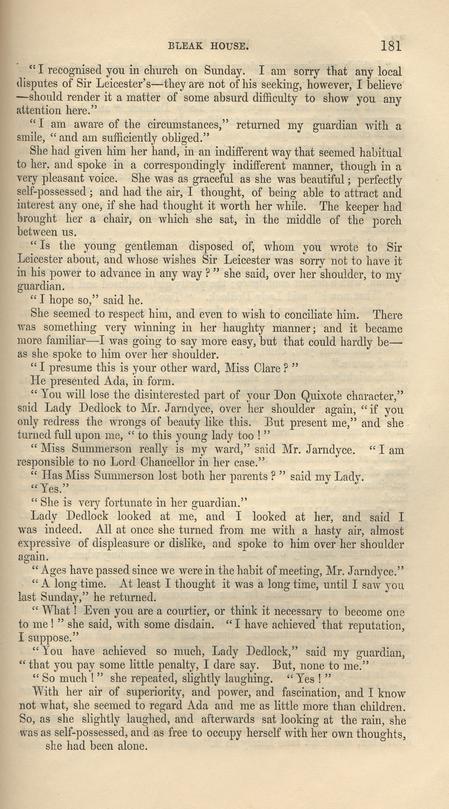 BLEAK HOUSE. 181
“I recognised you in church on Sunday. I am sorry that any local
disputes of Sir Leicester's—they are not of his seeking, however, I believe
—should render it a matter of some absurd difficulty to show you any
attention here.”
“I am aware of the circumstances,” returned my guardian with a
smile, “and am sufficiently obliged.”
She had given him her hand, in an indifferent way that seemed habitual
to her, and spoke in a correspondingly indifferent manner, though in a
very pleasant voice. She was as graceful as she was beautiful; perfectly
self-possessed; and had the air, I thought, of being able to attract and
interest any one, if she had thought it worth her while. The keeper had
brought her a chair, on which she sat, in the middle of the porch
between us.
“Is the young gentleman disposed of, whom you wrote to Sir
Leicester about, and whose wishes Sir Leicester was sorry not to have it
in his power to advance in any way?” she said, over her shoulder, to my
guardian.
“I hope so,” said he.
She seemed to respect him, and even to wish to conciliate him. There
was something very winning in her haughty manner; and it became
more familiar—I was going to say more easy, but that could hardly be—
as she spoke to him over her shoulder.
“I presume this is your other ward, Miss Clare?”
He presented Ada, in form.
“You will lose the disinterested part of your Don Quixote character,”
said Lady Dedlock to Mr. Jarndyce, over her shoulder again, “if you
only redress the wrongs of beauty like this. But present me,” and she
turned full upon me, “to this young lady too!”
“Miss Summerson really is my ward,” said Mr. Jarndyce. “I am
responsible to no Lord Chancellor in her case.”
“Has Miss Summerson lost both her parents?” said my Lady.
“Yes.”
“She is very fortunate in her guardian.”
Lady Dedlock looked at me, and I looked at her, and said I
was indeed. All at once she turned from me with a hasty air, almost
expressive of displeasure or dislike, and spoke to him over her shoulder
again.
“Ages have passed since we were in the habit of meeting, Mr. Jarndyce.”
“A long time. At least I thought it was a long time, until I saw you
last Sunday,” he returned.
“What! Even you are a courtier, or think it necessary to become one
to me!” she said, with some disdain. “I have achieved that reputation,
I suppose.”
“You have achieved so much, Lady Dedlock,” said my guardian,
“that you pay some little penalty, I dare say. But, none to me.”
“So much!” she repeated, slightly laughing. “Yes!”
With her air of superiority, and power, and fascination, and I know
not what, she seemed to regard Ada and me as little more than children.
So, as she slightly laughed, and afterwards sat looking at the rain, she
was as self-possessed, and as free to occupy herself with her own thoughts,
she had been alone.